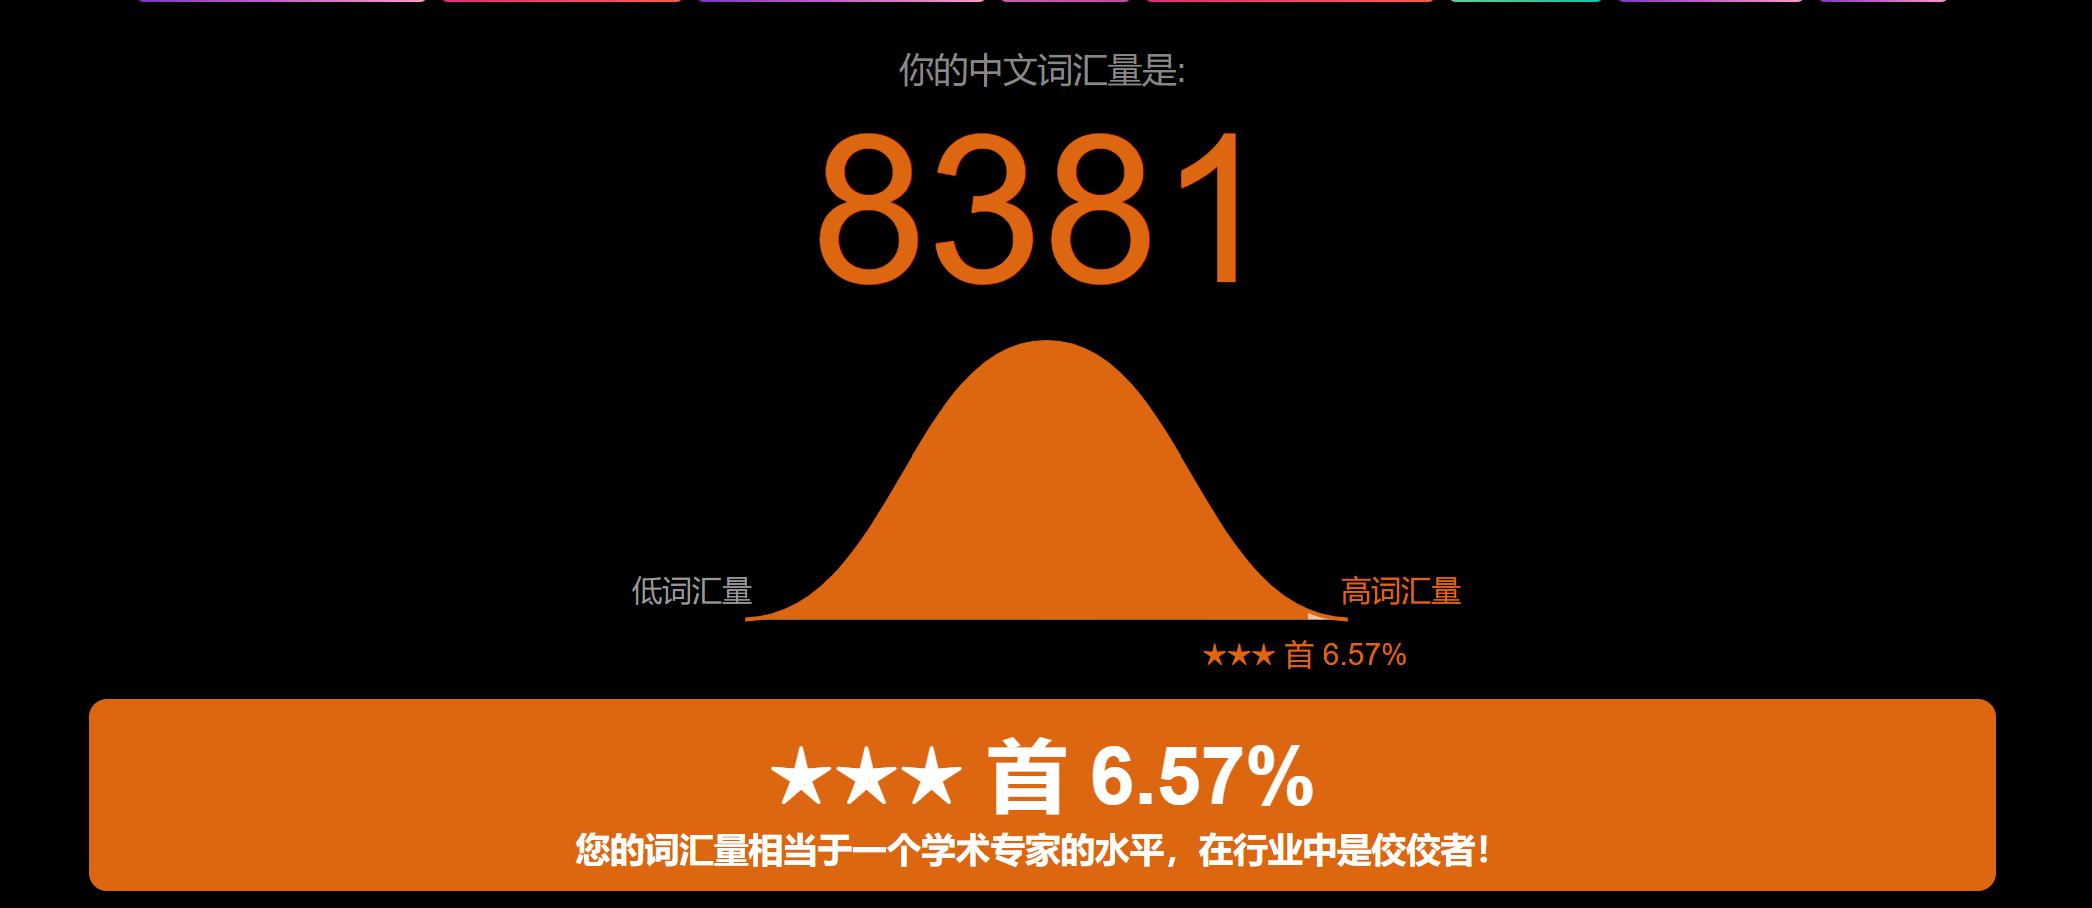 你的中文词汇量是:
8381
低词汇量
高词汇量
★★★ 首 6.57%
★★★ 首 6.57%
您的词汇量相当于一个学术专家的水平，在行业中是佼佼者！